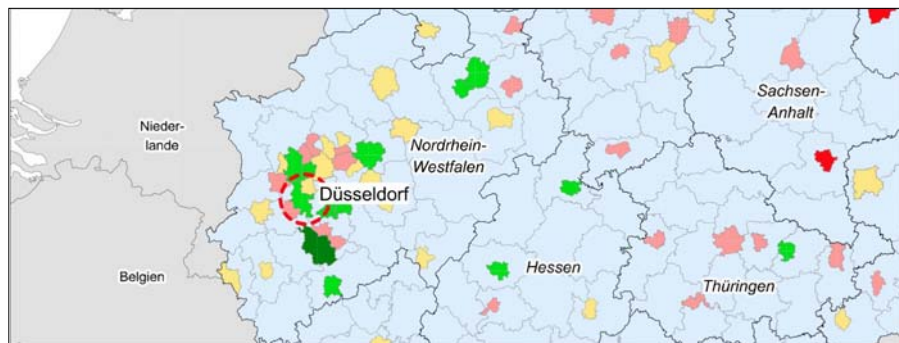 Sachsen-
Anhalt
Nieder-
lande
Nordrhein-
Westfalen
Düsseldorf
Hessen
Belgien
Thüringen